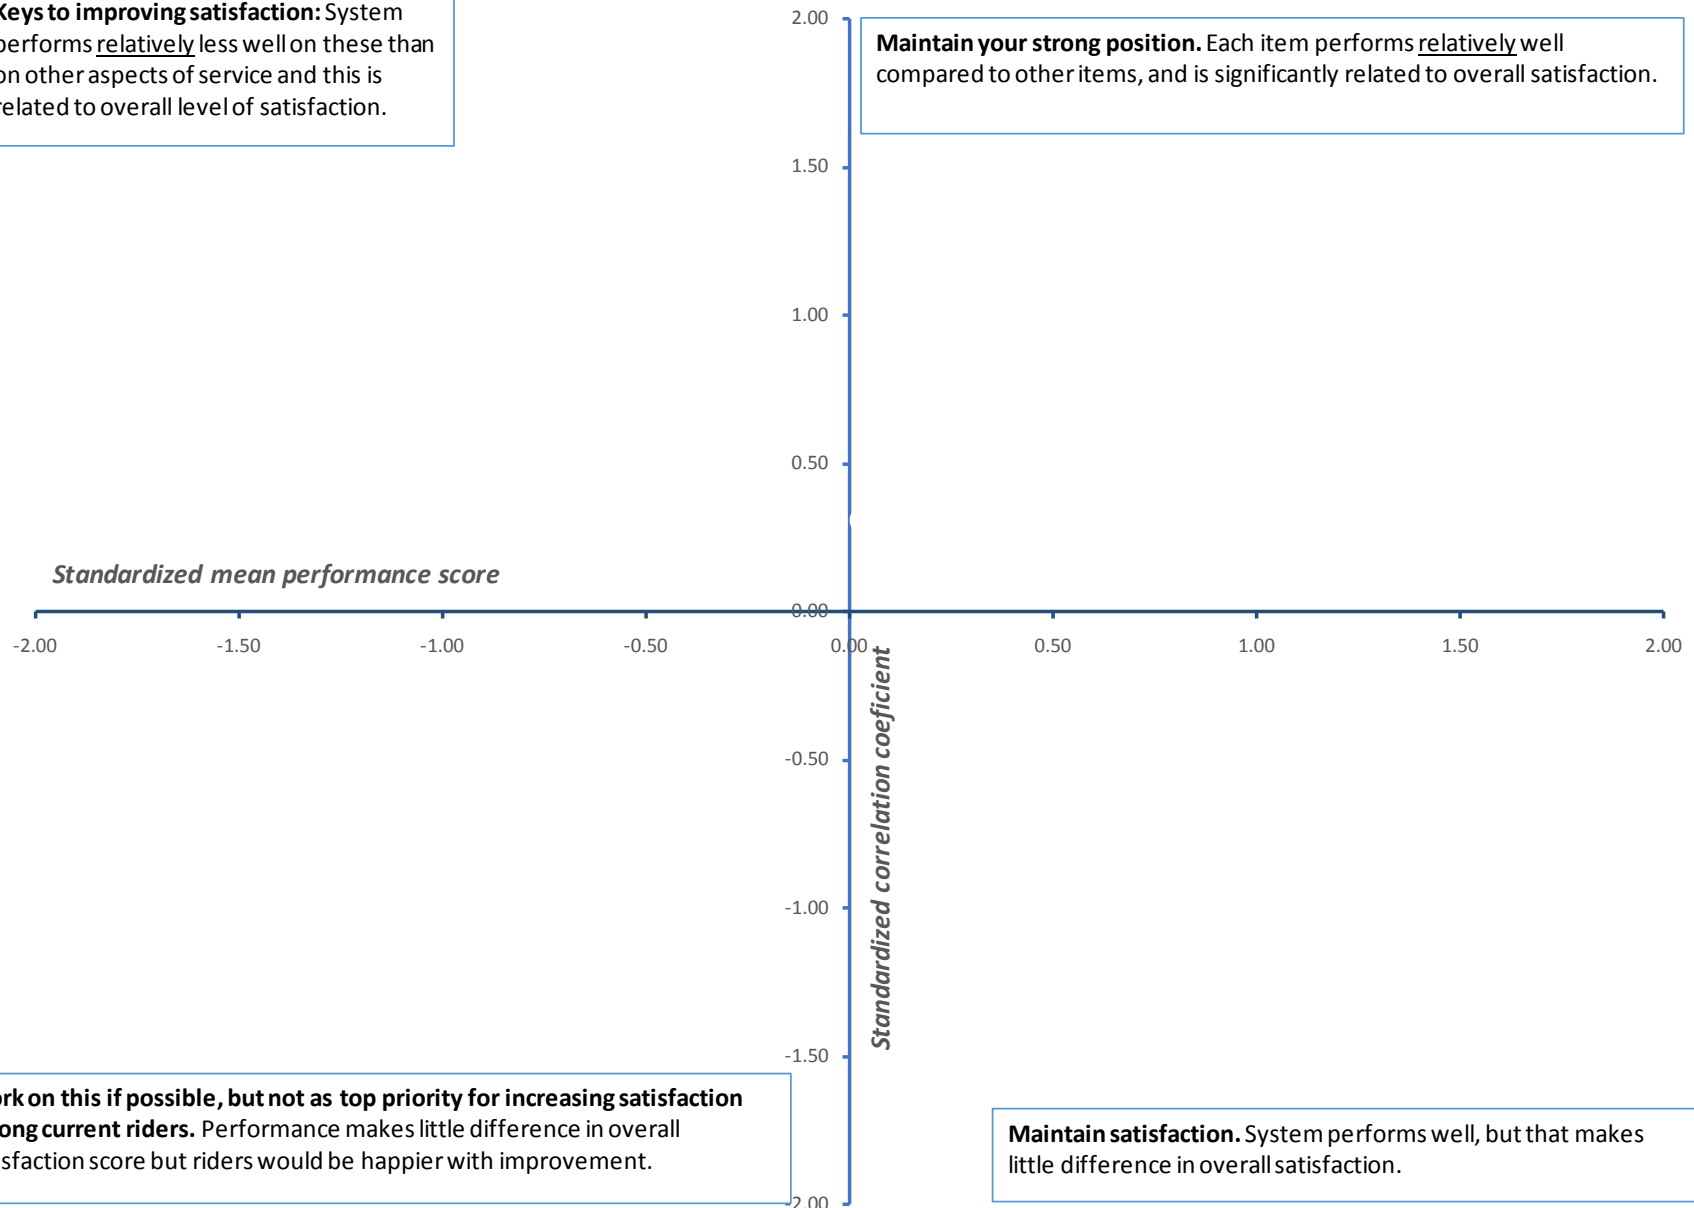 Keys to improving satisfaction: System
performs relatively less well on these than
on other aspects of service and this is
related to overall level of satisfaction.
2.00
Maintain your strong position. Each item performs relatively well
compared to other items, and is significantly related to overall satisfaction.
1.50
1.00
0.50
Standardized mean performance score
0.00
-2.00 -1.50 -1.00 -0.50 0.00 0.50 1.00 1.50 2.00
Standardized correlation coeficient
-0.50
-1.00
-1.50
ork on this if possible, but not as top priority for increasing satisfaction
ong current riders. Performance makes little difference in overall
isfaction score but riders would be happier with improvement.
Maintain satisfaction. System performs well, but that makes
little difference in overall satisfaction.
2.00